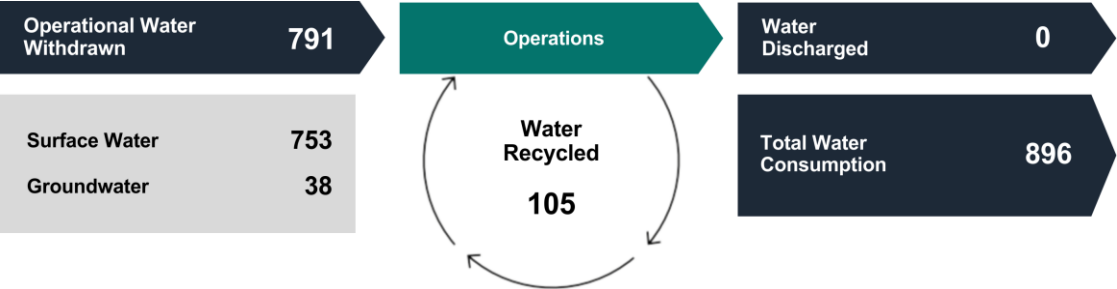 Operational Water
Withdrawn
791
Operations
Water
Discharged
0
Surface Water
753
Groundwater
38
Water
Recycled
105
Total Water
Consumption
896